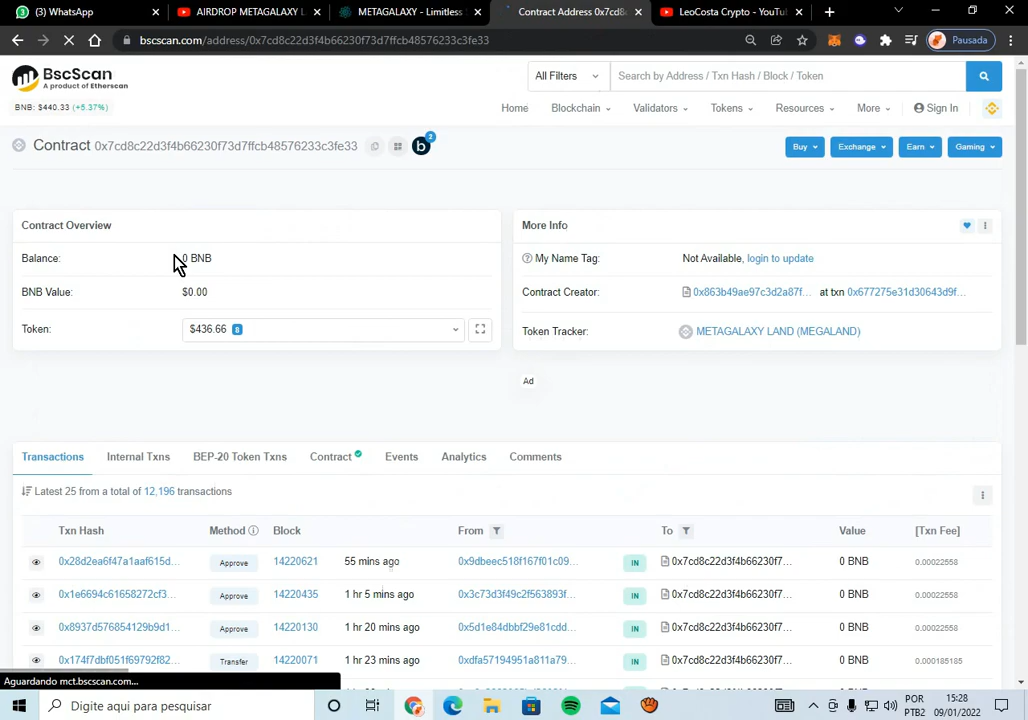 WhatsApp
AIRDROP METAGALAXY L
METAGALAXY - Limitless
Contract Address 0x7cd8c
LeoCosta Crypto - YouTu
bscscan.com/address/0x7cd8c22d3f4b66230f73d7ffcb48576233c3fe33
Pausada
BscScan
A product of Etherscan
All Filters
Search by Address / Txn Hash / Block / Token
BNB: $440.33 (+5.37%)
Home
Blockchain
Validators
Tokens
Resources
More
Sign In
Contract 0x7cd8c22d3f4b66230f73d7ffcb48576233c3fe33
b
2
Buy
Exchange
Earn
Gaming
Contract Overview
Balance:
0 BNB
BNB Value:
$0.00
Token:
$436.66 8
More Info
My Name Tag:
Not Available, login to update
Contract Creator:
0x863b49ae97c3d2a87f... at txn 0x677275e31d30643d9f...
Token Tracker:
METAGALAXY LAND (MEGALAND)
Ad
Transactions
Internal Txns
BEP-20 Token Txns
Contract
Events
Analytics
Comments
Latest 25 from a total of 12,196 transactions
Txn Hash
Method
Block
From
To
Value
[Txn Fee]
0x28d2ea6f47a1aaf615d... Approve 14220621 55 mins ago 0x9dbeec518f167f01c09... IN 0x7cd8c22d3f4b66230f7... 0 BNB 0.00022558
0x1e6694c61658272cf3... Approve 14220435 1 hr 5 mins ago 0x3c73d3f49c2f563893f... IN 0x7cd8c22d3f4b66230f7... 0 BNB 0.00022558
0x8937d576854129b9d1... Approve 14220130 1 hr 20 mins ago 0x5d1e84dbbf29e81cdd... IN 0x7cd8c22d3f4b66230f7... 0 BNB 0.00022558
0x174f7dbf051f69792f82... Transfer 14220071 1 hr 23 mins ago 0xdfa57194951a811a79... IN 0x7cd8c22d3f4b66230f7... 0 BNB 0.000185185
Aguardando mct.bscscan.com...
Digite aqui para pesquisar
POR
PTB2
15:28
09/01/2022